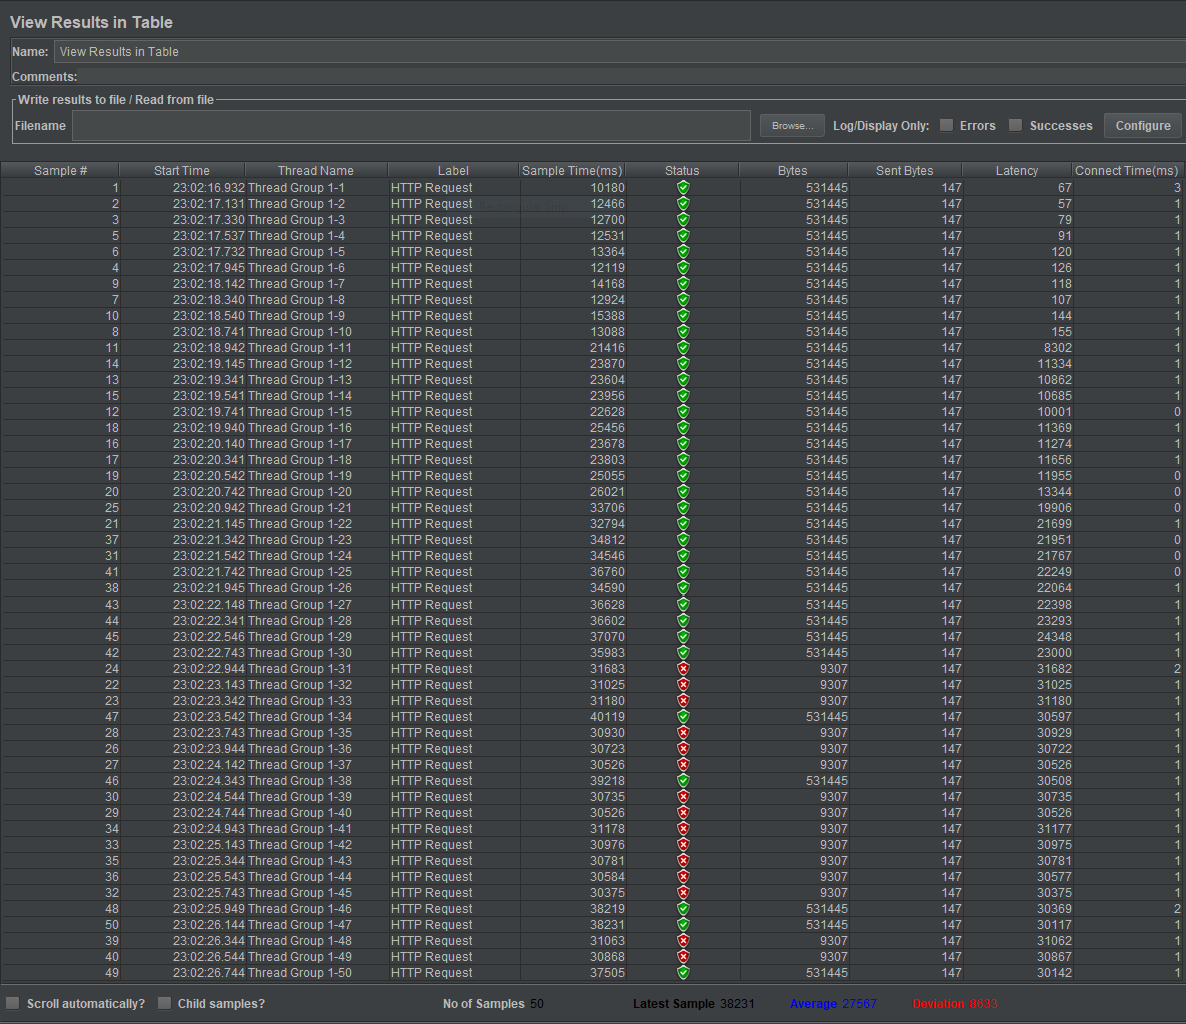 View Results in Table
Name: View Results in Table
Comments:
Write results to file / Read from file
Filename Browse... Log/Display Only: Errors Successes Configure
Sample # Start Time Thread Name Label Sample Time(ms) Status Bytes Sent Bytes Latency Connect Time(ms)
1 23:02:16.932 Thread Group 1-1 HTTP Request 10180 531445 147 67 3
2 23:02:17.131 Thread Group 1-2 HTTP Request 12466 531445 147 57 1
3 23:02:17.330 Thread Group 1-3 HTTP Request 12700 531445 147 79 1
5 23:02:17.537 Thread Group 1-4 HTTP Request 12531 531445 147 91 1
6 23:02:17.732 Thread Group 1-5 HTTP Request 13364 531445 147 120 1
4 23:02:17.945 Thread Group 1-6 HTTP Request 12119 531445 147 126 1
9 23:02:18.142 Thread Group 1-7 HTTP Request 14168 531445 147 118 1
7 23:02:18.340 Thread Group 1-8 HTTP Request 12924 531445 147 107 1
10 23:02:18.540 Thread Group 1-9 HTTP Request 15388 531445 147 144 1
8 23:02:18.741 Thread Group 1-10 HTTP Request 13088 531445 147 155 1
11 23:02:18.942 Thread Group 1-11 HTTP Request 21416 531445 147 8302 1
14 23:02:19.145 Thread Group 1-12 HTTP Request 23870 531445 147 11334 1
13 23:02:19.341 Thread Group 1-13 HTTP Request 23604 531445 147 10862 1
15 23:02:19.541 Thread Group 1-14 HTTP Request 23956 531445 147 10685 1
12 23:02:19.741 Thread Group 1-15 HTTP Request 22628 531445 147 10001 0
18 23:02:19.940 Thread Group 1-16 HTTP Request 25456 531445 147 11369 1
16 23:02:20.140 Thread Group 1-17 HTTP Request 23678 531445 147 11274 1
17 23:02:20.341 Thread Group 1-18 HTTP Request 23803 531445 147 11656 1
19 23:02:20.542 Thread Group 1-19 HTTP Request 25055 531445 147 11955 0
20 23:02:20.742 Thread Group 1-20 HTTP Request 26021 531445 147 13344 0
25 23:02:20.942 Thread Group 1-21 HTTP Request 33706 531445 147 19906 0
21 23:02:21.145 Thread Group 1-22 HTTP Request 32794 531445 147 21699 1
37 23:02:21.342 Thread Group 1-23 HTTP Request 34812 531445 147 21951 0
31 23:02:21.542 Thread Group 1-24 HTTP Request 34546 531445 147 21767 0
41 23:02:21.742 Thread Group 1-25 HTTP Request 36760 531445 147 22249 0
38 23:02:21.945 Thread Group 1-26 HTTP Request 34590 531445 147 22064 1
43 23:02:22.148 Thread Group 1-27 HTTP Request 36628 531445 147 22398 1
44 23:02:22.341 Thread Group 1-28 HTTP Request 36602 531445 147 23293 1
45 23:02:22.546 Thread Group 1-29 HTTP Request 37070 531445 147 24348 1
42 23:02:22.743 Thread Group 1-30 HTTP Request 35983 531445 147 23000 1
24 23:02:22.944 Thread Group 1-31 HTTP Request 31683 9307 147 31682 2
22 23:02:23.143 Thread Group 1-32 HTTP Request 31025 9307 147 31025 1
23 23:02:23.342 Thread Group 1-33 HTTP Request 31180 9307 147 31180 1
47 23:02:23.542 Thread Group 1-34 HTTP Request 40119 531445 147 30597 1
28 23:02:23.743 Thread Group 1-35 HTTP Request 30930 9307 147 30929 1
26 23:02:23.944 Thread Group 1-36 HTTP Request 30723 9307 147 30722 1
27 23:02:24.142 Thread Group 1-37 HTTP Request 30526 9307 147 30526 1
46 23:02:24.343 Thread Group 1-38 HTTP Request 39218 531445 147 30508 1
30 23:02:24.544 Thread Group 1-39 HTTP Request 30735 9307 147 30735 1
29 23:02:24.744 Thread Group 1-40 HTTP Request 30526 9307 147 30526 1
34 23:02:24.943 Thread Group 1-41 HTTP Request 31178 9307 147 31177 1
33 23:02:25.143 Thread Group 1-42 HTTP Request 30976 9307 147 30975 1
35 23:02:25.344 Thread Group 1-43 HTTP Request 30781 9307 147 30781 1
36 23:02:25.543 Thread Group 1-44 HTTP Request 30584 9307 147 30577 1
32 23:02:25.743 Thread Group 1-45 HTTP Request 30375 9307 147 30375 1
48 23:02:25.949 Thread Group 1-46 HTTP Request 38219 531445 147 30369 2
50 23:02:26.144 Thread Group 1-47 HTTP Request 38231 531445 147 30117 1
39 23:02:26.344 Thread Group 1-48 HTTP Request 31063 9307 147 31062 1
40 23:02:26.544 Thread Group 1-49 HTTP Request 30868 9307 147 30867 1
49 23:02:26.744 Thread Group 1-50 HTTP Request 37505 531445 147 30142 1
Scroll automatically? Child samples? No of Samples 50 Latest Sample 38231 Average 27567 Deviation 8633